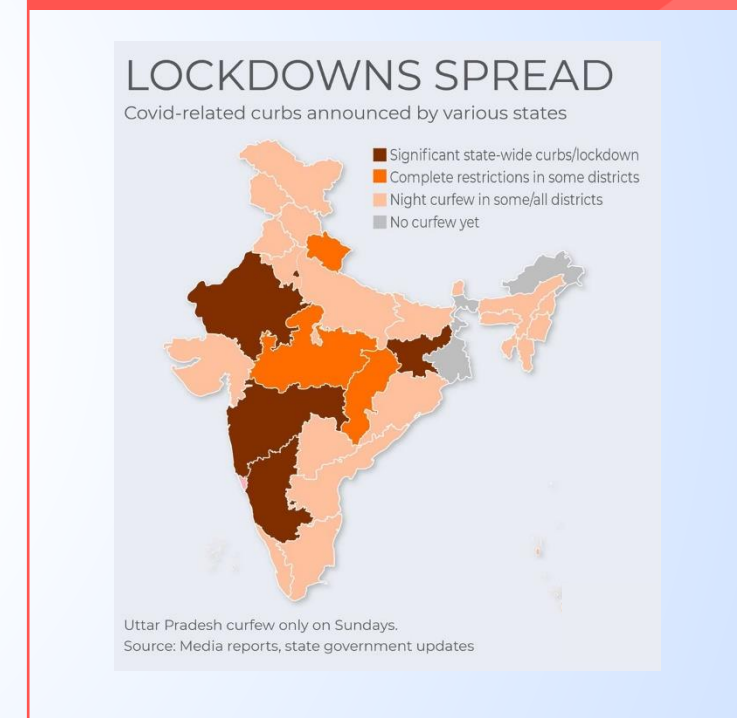 LOCKDOWNS SPREAD
Covid-related curbs announced by various states
Significant state-wide curbs/lockdown
Complete restrictions in some districts
Night curfew in some/all districts
No curfew yet
Uttar Pradesh curfew only on Sundays.
Source: Media reports, state government updates